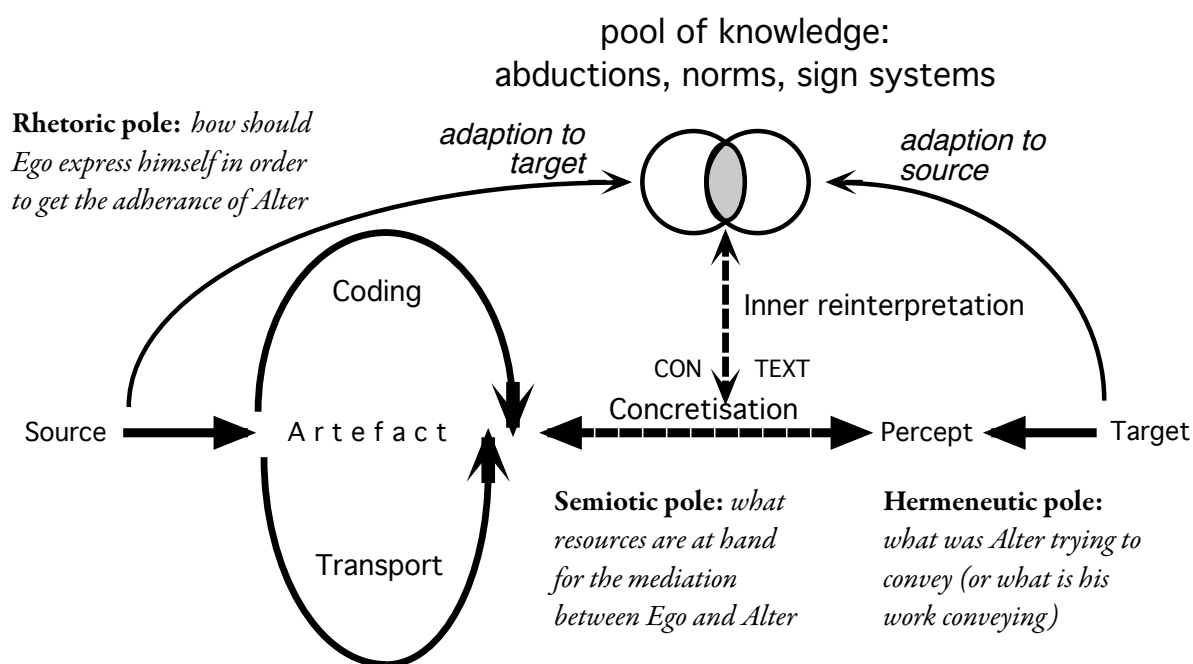 pool of knowledge:
abductions, norms, sign systems
Rhetoric pole: how should
Ego express himself in order
to get the adherance of Alter
adaption to
target
adaption to
source
Coding
Inner reinterpretation
CON TEXT
Concretisation
Source
Artefact
Percept
Target
Transport
Semiotic pole: what
resources are at hand
for the mediation
between Ego and Alter
Hermeneutic pole:
what was Alter trying to
convey (or what is his
work conveying)